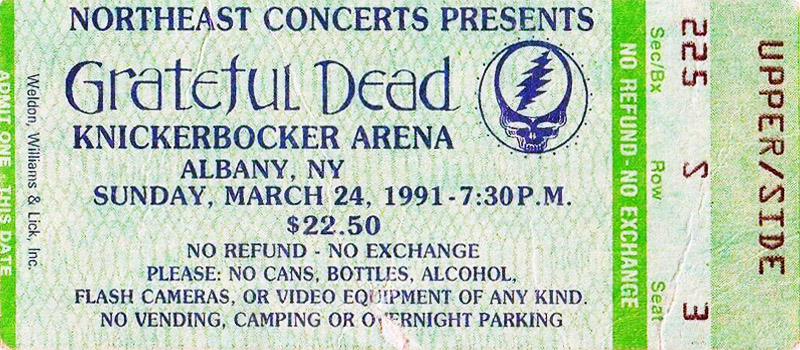 NORTHEAST CONCERTS PRESENTS
Grateful Dead
KNICKERBOCKER ARENA
ALBANY, NY
SUNDAY, MARCH 24, 1991-7:30P.M.
$22.50
NO REFUND - NO EXCHANGE
PLEASE: NO CANS, BOTTLES, ALCOHOL,
FLASH CAMERAS, OR VIDEO EQUIPMENT OF ANY KIND.
NO VENDING, CAMPING OR OVERNIGHT PARKING
ADMIT ONE - THIS DATE
Weldon, Williams & Lick, Inc.
NO REFUND - NO EXCHANGE
Sec/Bx Row Seat
225 S 3
UPPER/SIDE